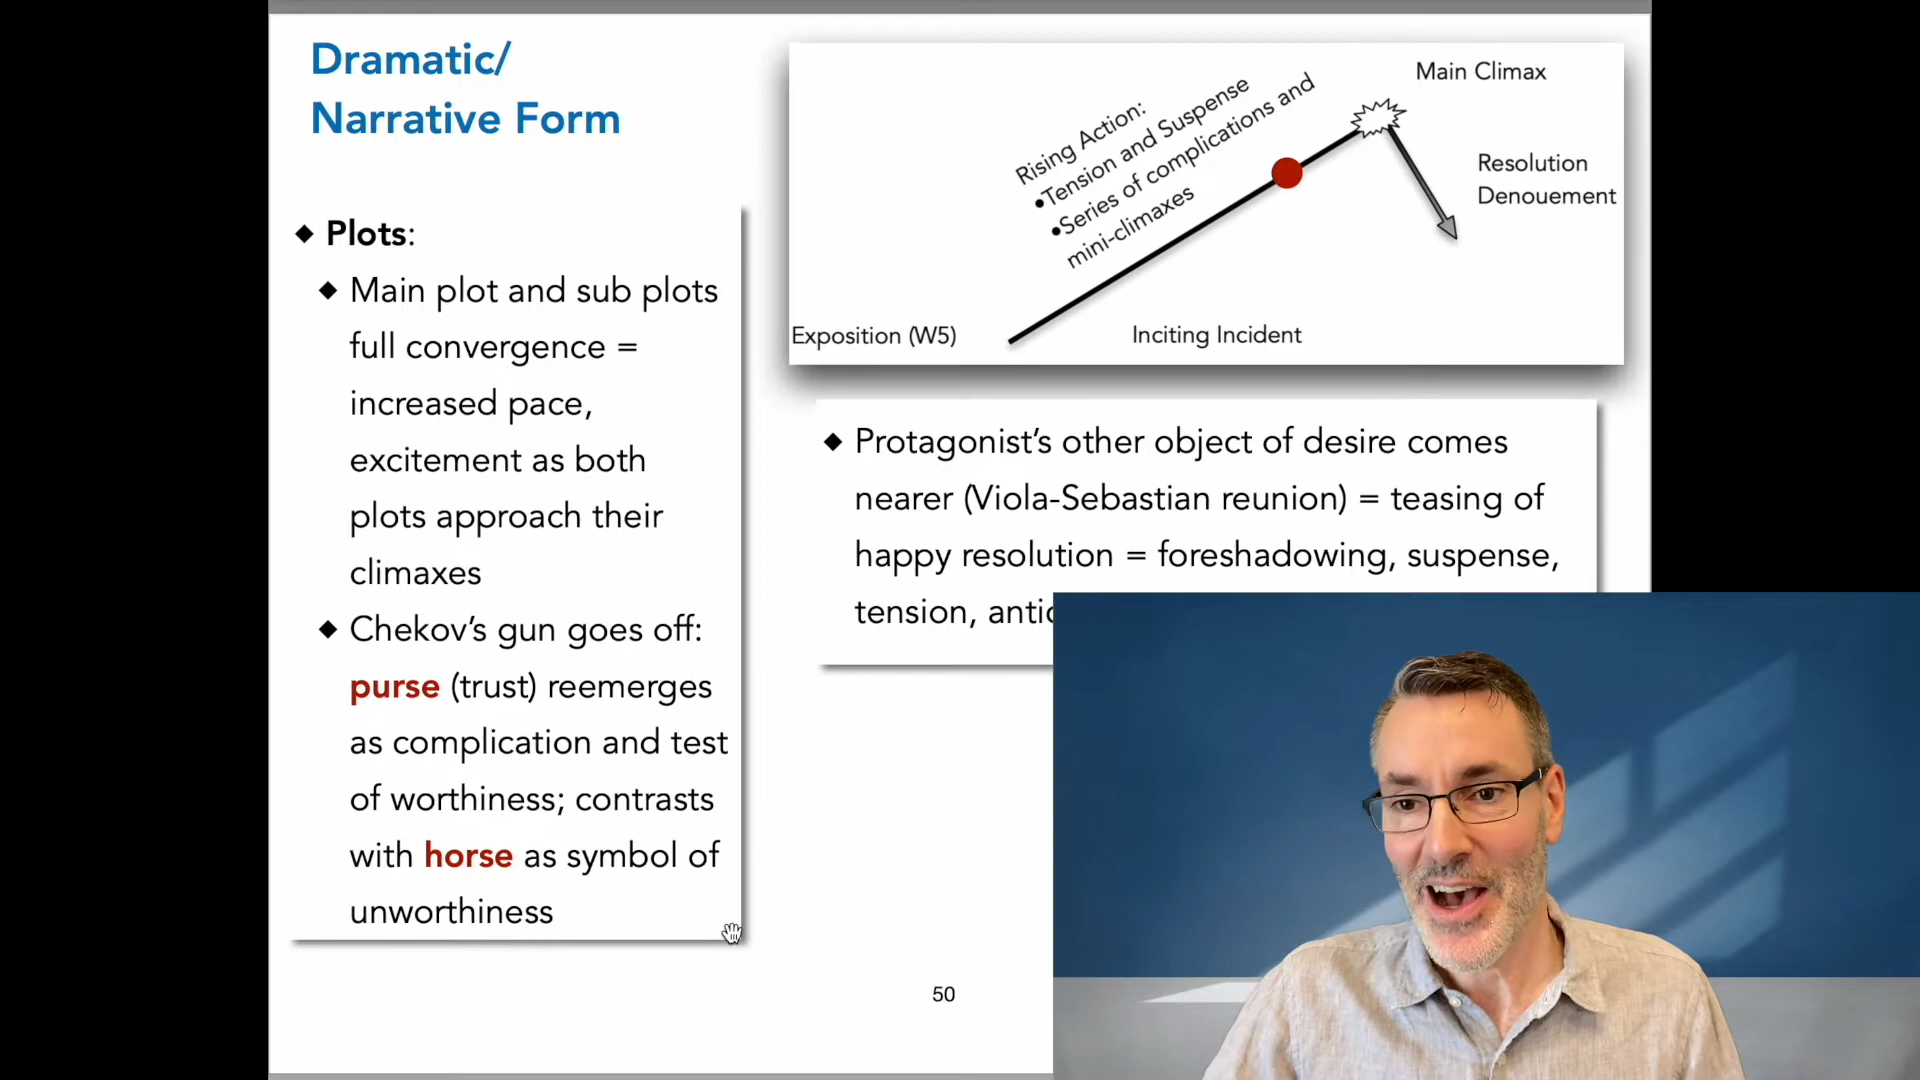 Dramatic/
Narrative Form
◆ Plots:
◆ Main plot and sub plots
full convergence =
increased pace,
excitement as both
plots approach their
climaxes
◆ Chekov’s gun goes off:
purse (trust) reemerges
as complication and test
of worthiness; contrasts
with horse as symbol of
unworthiness
Main Climax
Rising Action:
•Tension and Suspense
•Series of complications and
mini-climaxes
Resolution
Denouement
Exposition (W5)
Inciting Incident
◆ Protagonist’s other object of desire comes
nearer (Viola-Sebastian reunion) = teasing of
happy resolution = foreshadowing, suspense,
tension,
50